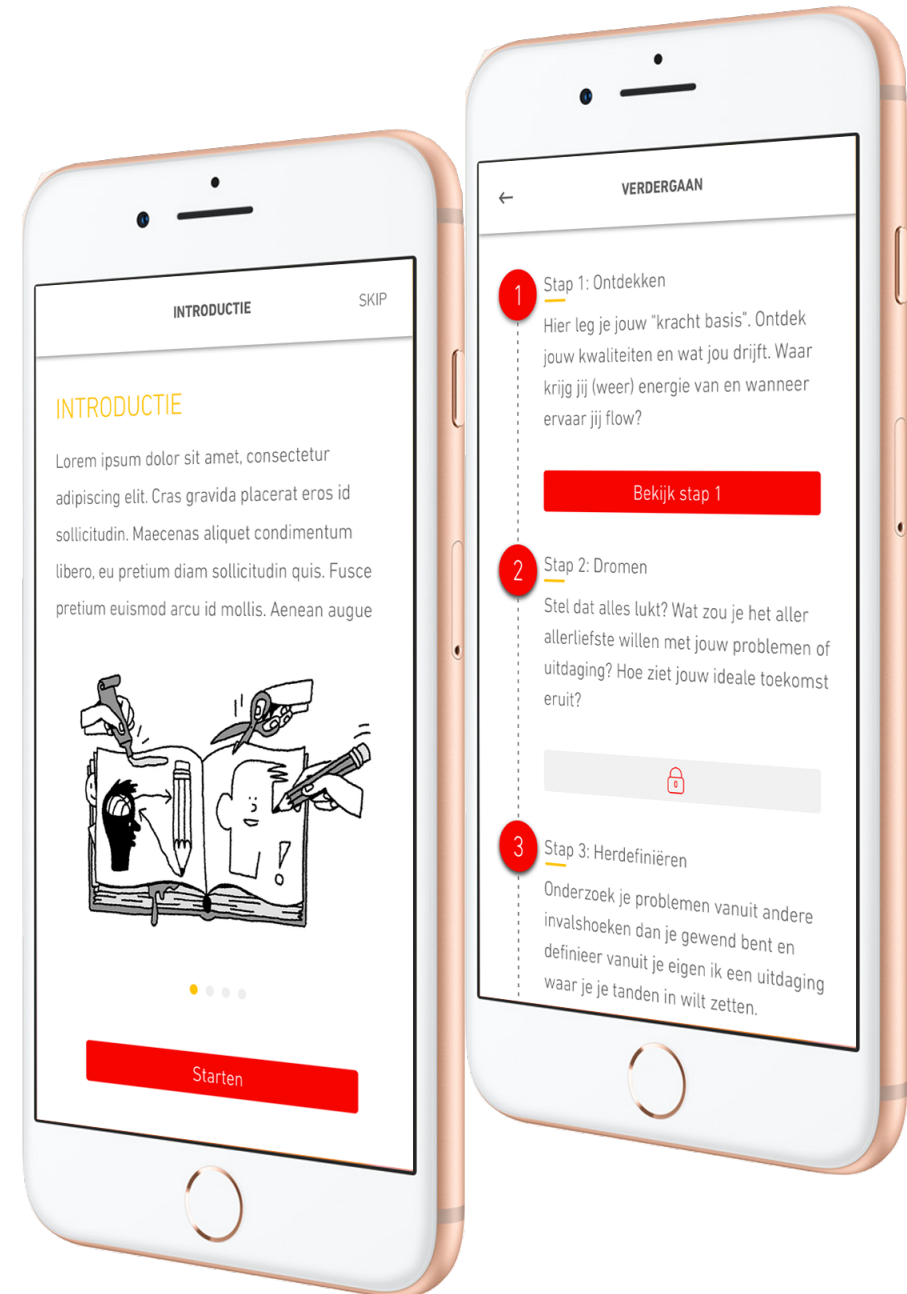 INTRODUCTIE
SKIP
INTRODUCTIE
Lorem ipsum dolor sit amet, consectetur
adipiscing elit. Cras gravida placerat eros id
sollicitudin. Maecenas aliquet condimentum
libero, eu pretium diam sollicitudin quis. Fusce
pretium euismod arcu id mollis. Aenean augue
Starten
VERDERGAAN
1
Stap 1: Ontdekken
Hier leg je jouw "kracht basis". Ontdek
jouw kwaliteiten en wat jou drijft. Waar
krijg jij (weer) energie van en wanneer
ervaar jij flow?
Bekijk stap 1
2
Stap 2: Dromen
Stel dat alles lukt? Wat zou je het aller
allerliefste willen met jouw problemen of
uitdaging? Hoe ziet jouw ideale toekomst
eruit?
3
Stap 3: Herdefiniëren
Onderzoek je problemen vanuit andere
invalshoeken dan je gewend bent en
definieer vanuit je eigen ik een uitdaging
waar je je tanden in wilt zetten.